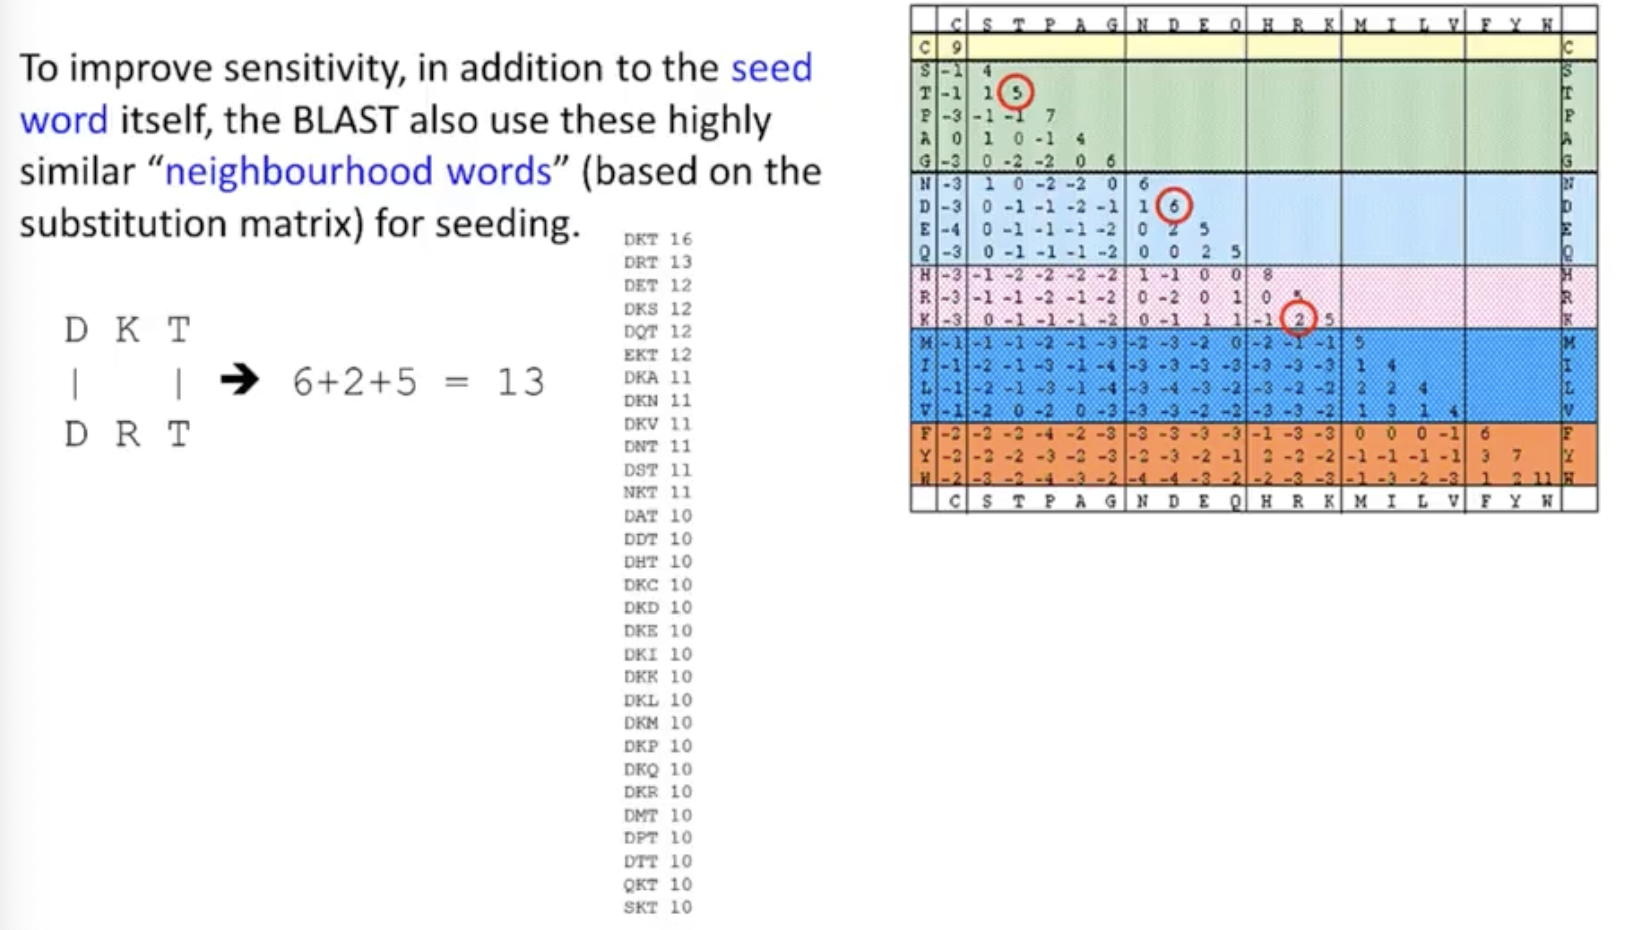 To improve sensitivity, in addition to the seed
word itself, the BLAST also use these highly
similar “neighbourhood words” (based on the
substitution matrix) for seeding.
D K T
| |
D R T
➔ 6+2+5 = 13
DKT 16
DRT 13
DET 12
DKS 12
DQT 12
EKT 12
DKA 11
DKN 11
DKV 11
DNT 11
DST 11
NKT 11
DAT 10
DDT 10
DHT 10
DKC 10
DKD 10
DKE 10
DKI 10
DKK 10
DKL 10
DKM 10
DKP 10
DKQ 10
DKR 10
DMT 10
DPT 10
DTT 10
QKT 10
SKT 10
C S T P A G N D E Q H R K M I L V F Y W
C 9 C
S -1 4 S
T -1 1 5 T
P -3 -1 -1 7 P
A 0 1 0 -1 4 A
G -3 0 -2 -2 0 6 G
N -3 1 0 -2 -2 0 6 N
D -3 0 -1 -1 -2 -1 1 6 D
E -4 0 -1 -1 -1 -2 0 2 5 E
Q -3 0 -1 -1 -1 -2 0 0 2 5 Q
H -3 -1 -2 -2 -2 -2 1 -1 0 0 8 H
R -3 -1 -1 -2 -1 -2 0 -2 0 1 0 5 R
K -3 0 -1 -1 -1 -2 0 -1 1 1 -1 2 5 K
M -1 -1 -1 -2 -1 -3 -2 -3 -2 0 -2 -1 -1 5 M
I -1 -2 -1 -3 -1 -4 -3 -3 -3 -3 -3 -3 -3 1 4 I
L -1 -2 -1 -3 -1 -4 -3 -4 -3 -2 -3 -2 -2 2 2 4 L
V -1 -2 0 -2 0 -3 -3 -3 -2 -2 -3 -3 -2 1 3 1 4 V
F -2 -2 -2 -4 -2 -3 -3 -3 -3 -3 -1 -3 -3 0 0 0 -1 6 F
Y -2 -2 -2 -3 -2 -3 -2 -3 -2 -1 2 -2 -2 -1 -1 -1 -1 3 7 Y
W -2 -3 -2 -4 -3 -2 -4 -4 -3 -2 -2 -3 -3 -1 -3 -2 -3 1 2 11 W
C S T P A G N D E Q H R K M I L V F Y W